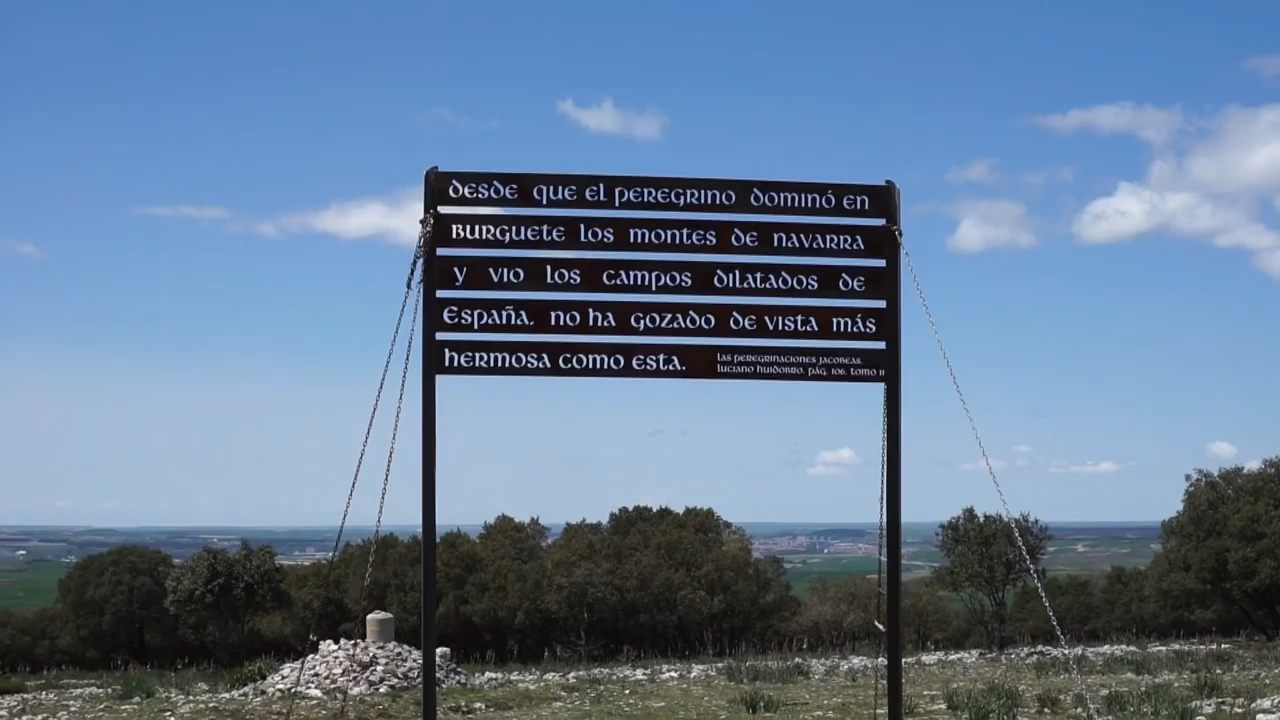 desde que el peregrino dominó en
burguete los montes de navarra
y vio los campos dilatados de
España, no ha gozado de vista más
hermosa como esta.
las peregrinaciones jacobeas.
luciano huidobro. pág. 106. tomo II